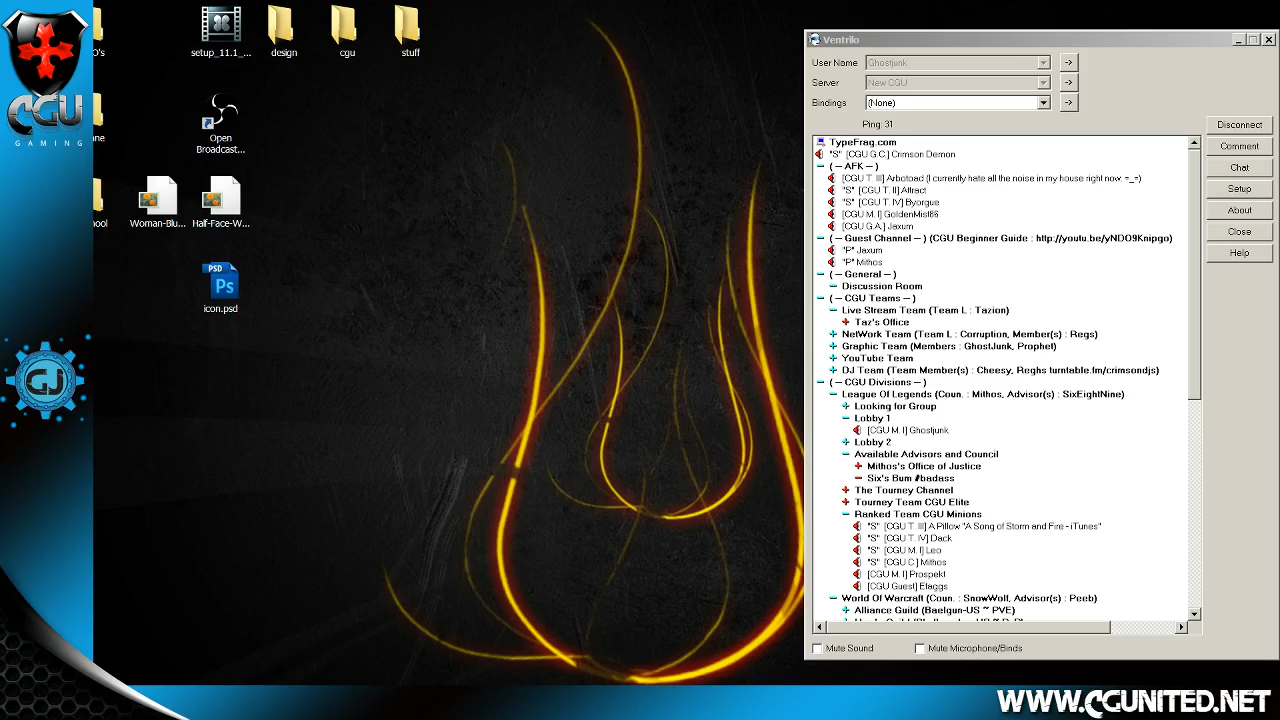 CGU
GAMING
O's
setup_11.1_...
design
cgu
stuff
ane
Open
Broadcast...
ool
Woman-Blu...
Half-Face-W...
PSD
Ps
icon.psd
GJ
Ventrilo
User Name
Ghostjunk
Server
New CGU
Bindings
(None)
Ping: 31
Disconnect
Comment
Chat
Setup
About
Close
Help
TypeFrag.com
"S" [CGU G.C.] Crimson Demon
( -- AFK -- )
[CGU T. ] Arbotoad (I currently hate all the noise in my house right now. =_=)
"S" [CGU T. II] Attract
"S" [CGU T. IV] Byorgue
[CGU M. I] GoldenMist86
[CGU G.A.] Jaxum
( -- Guest Channel -- ) (CGU Beginner Guide : http://youtu.be/yNDO9Knipgo)
"P" Jaxum
"P" Mithos
( -- General -- )
Discussion Room
( -- CGU Teams -- )
Live Stream Team (Team L : Tazion)
Taz's Office
NetWork Team (Team L : Corruption, Member(s) : Regs)
Graphic Team (Members : GhostJunk, Prophet)
YouTube Team
DJ Team (Team Member(s) : Cheesy, Reghs turntable.fm/crimsondjs)
( -- CGU Divisions -- )
League Of Legends (Coun. : Mithos, Advisor(s) : SixEightNine)
Looking for Group
Lobby 1
[CGU M. I] Ghostjunk
Lobby 2
Available Advisors and Council
Mithos's Office of Justice
Six's Bum #badass
The Tourney Channel
Tourney Team CGU Elite
Ranked Team CGU Minions
"S" [CGU T. ] A Pillow "A Song of Storm and Fire - iTunes"
"S" [CGU T. IV] Dack
"S" [CGU M. I] Leo
"S" [CGU C.] Mithos
[CGU M. I] Prospekt
[CGU Guest] Etaggs
World Of Warcraft (Coun. : SnowWolf, Advisor(s) : Peeb)
Alliance Guild (Baelgun-US ~ PVE)
Mute Sound
Mute Microphone/Binds
WWW.CGUNITED.NET